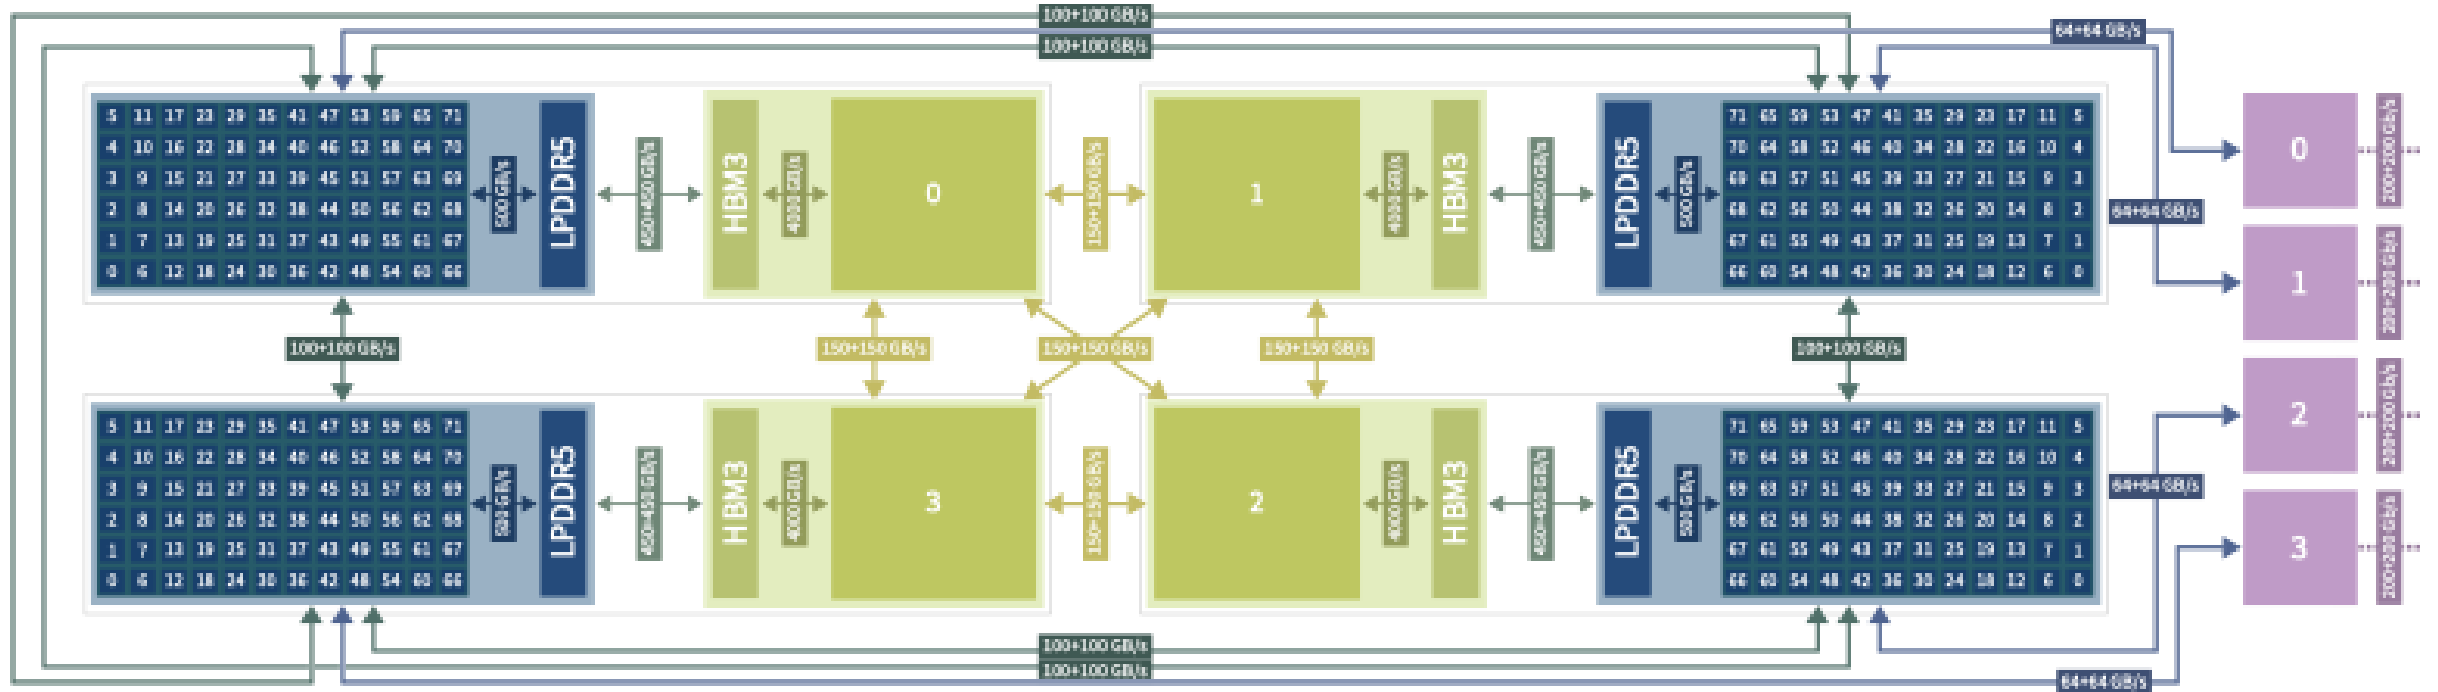 100+100 GB/s
64+64 GB/s
100+100 GB/s
5 11 17 23 29 35 41 47 53 59 65 71
4 10 16 22 28 34 40 46 52 58 64 70
3 9 15 21 27 33 39 45 51 57 63 69
2 8 14 20 26 32 38 44 50 56 62 68
1 7 13 19 25 31 37 43 49 55 61 67
0 6 12 18 24 30 36 42 48 54 60 66
500 GB/s
LPDDR5
450+450 GB/s
HBM3
4000 GB/s
0
150+150 GB/s
1
4000 GB/s
HBM3
450+450 GB/s
LPDDR5
500 GB/s
71 65 59 53 47 41 35 29 23 17 11 5
70 64 58 52 46 40 34 28 22 16 10 4
69 63 57 51 45 39 33 27 21 15 9 3
68 62 56 50 44 38 32 26 20 14 8 2
67 61 55 49 43 37 31 25 19 13 7 1
66 60 54 48 42 36 30 24 18 12 6 0
64+64 GB/s
0
200+200 Gb/s
1
200+200 Gb/s
100+100 GB/s
150+150 GB/s
150+150 GB/s
150+150 GB/s
100+100 GB/s
5 11 17 23 29 35 41 47 53 59 65 71
4 10 16 22 28 34 40 46 52 58 64 70
3 9 15 21 27 33 39 45 51 57 63 69
2 8 14 20 26 32 38 44 50 56 62 68
1 7 13 19 25 31 37 43 49 55 61 67
0 6 12 18 24 30 36 42 48 54 60 66
500 GB/s
LPDDR5
450+450 GB/s
HBM3
4000 GB/s
3
150+150 GB/s
2
4000 GB/s
HBM3
450+450 GB/s
LPDDR5
500 GB/s
71 65 59 53 47 41 35 29 23 17 11 5
70 64 58 52 46 40 34 28 22 16 10 4
69 63 57 51 45 39 33 27 21 15 9 3
68 62 56 50 44 38 32 26 20 14 8 2
67 61 55 49 43 37 31 25 19 13 7 1
66 60 54 48 42 36 30 24 18 12 6 0
64+64 GB/s
2
200+200 Gb/s
3
200+200 Gb/s
100+100 GB/s
100+100 GB/s
64+64 GB/s